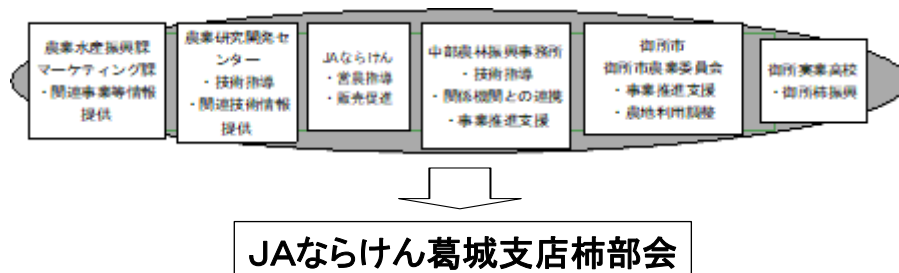 農業水産振興課
マーケティング課
・関連事業等情報
提供
農業研究開発セ
ンター
・技術指導
・関連技術情報
提供
JAならけん
・営農指導
・販売促進
中部農林振興事務所
・技術指導
・関係機関との連携
・事業推進支援
御所市
御所市農業委員会
・事業推進支援
・農地利用調整
御所実業高校
・御所柿振興
JAならけん葛城支店柿部会